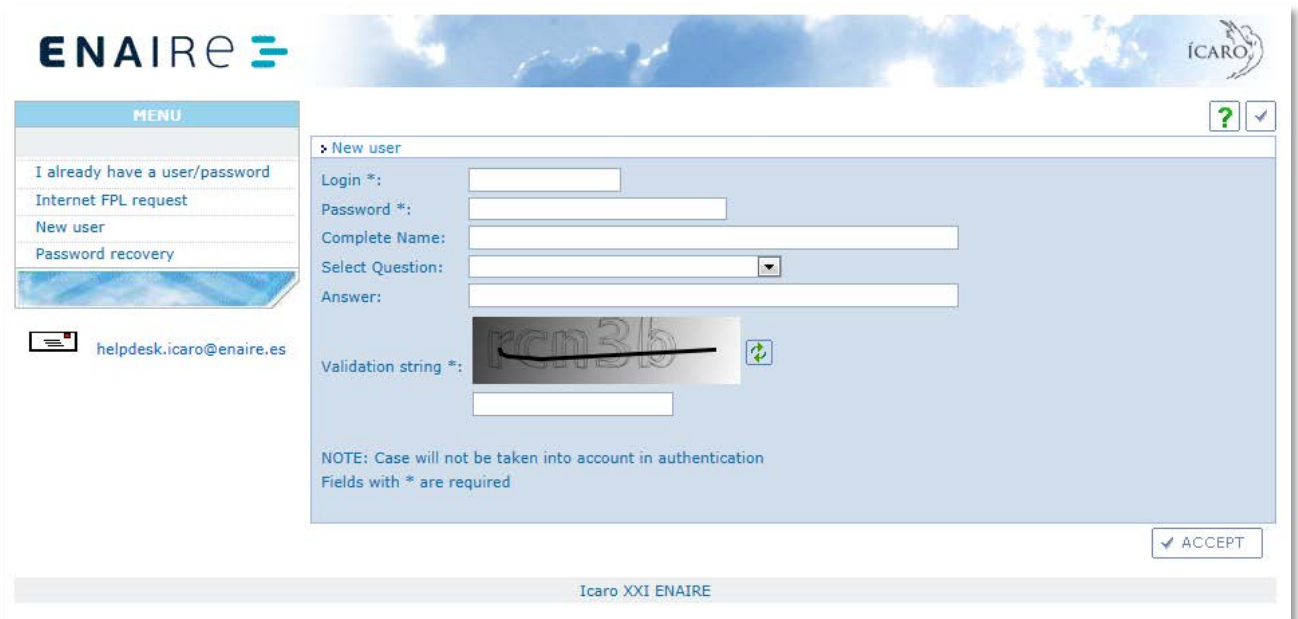 ENAIRe
ÍCARO
MENU
?
New user
I already have a user/password
Internet FPL request
New user
Password recovery
helpdesk.icaro@enaire.es
Login *:
Password *:
Complete Name:
Select Question:
Answer:
rcn3b
Validation string *:
NOTE: Case will not be taken into account in authentication
Fields with * are required
ACCEPT
Icaro XXI ENAIRE